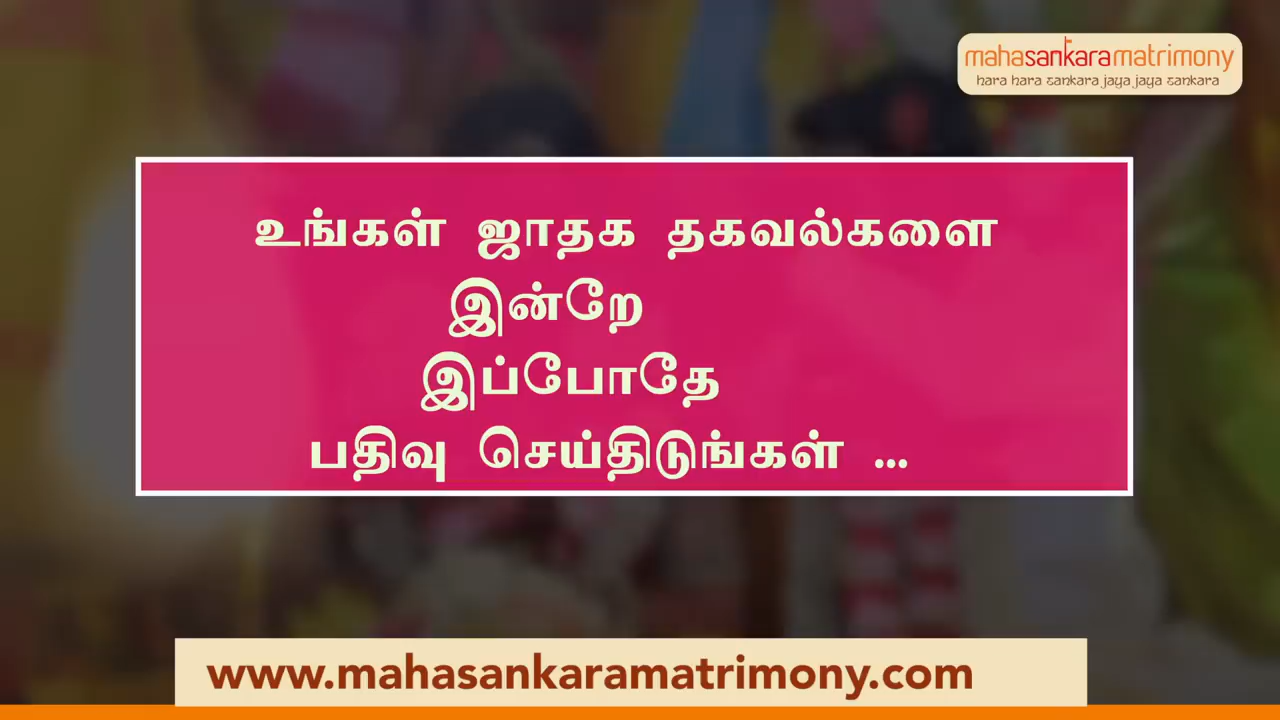 mahasankaramatrimony
hara hara sankara jaya jaya sankara
உங்கள் ஜாதக தகவல்களை
இன்றே
இப்போதே
பதிவு செய்திடுங்கள் ...
www.mahasankaramatrimony.com